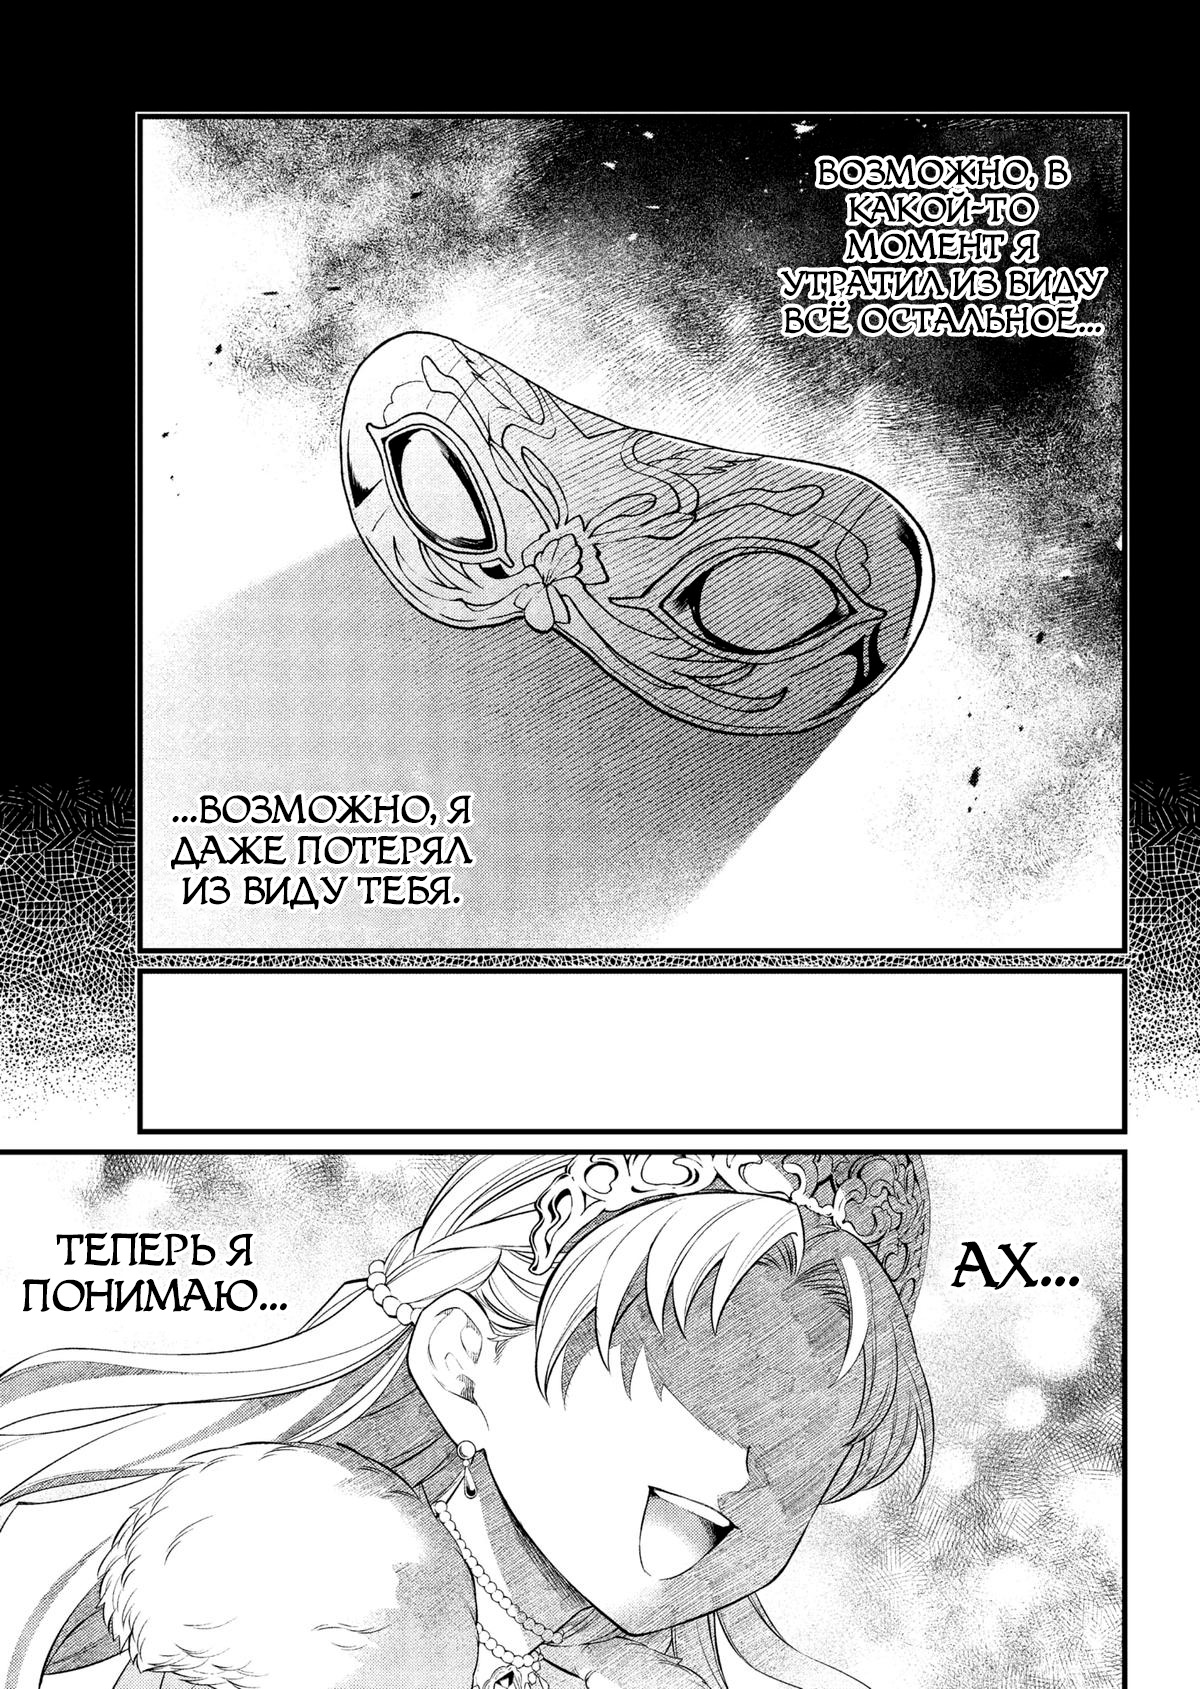 ВОЗМОЖНО, В
КАКОЙ-ТО
МОМЕНТ Я
УТРАТИЛ ИЗ ВИДУ
ВСЁ ОСТАЛЬНОЕ...
...ВОЗМОЖНО, Я
ДАЖЕ ПОТЕРЯЛ
ИЗ ВИДУ ТЕБЯ.
АХ...
ТЕПЕРЬ Я
ПОНИМАЮ...